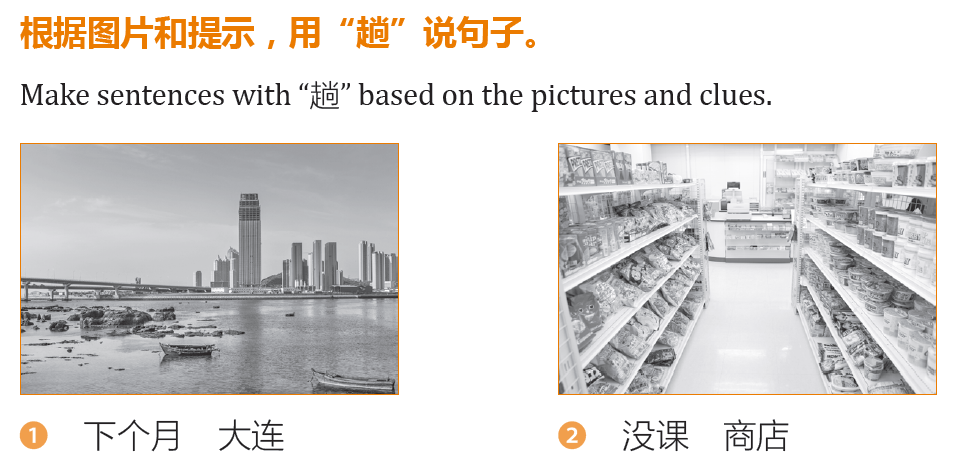 根据图片和提示，用“趟”说句子。
Make sentences with “趟” based on the pictures and clues.
1 下个月 大连
2 没课 商店